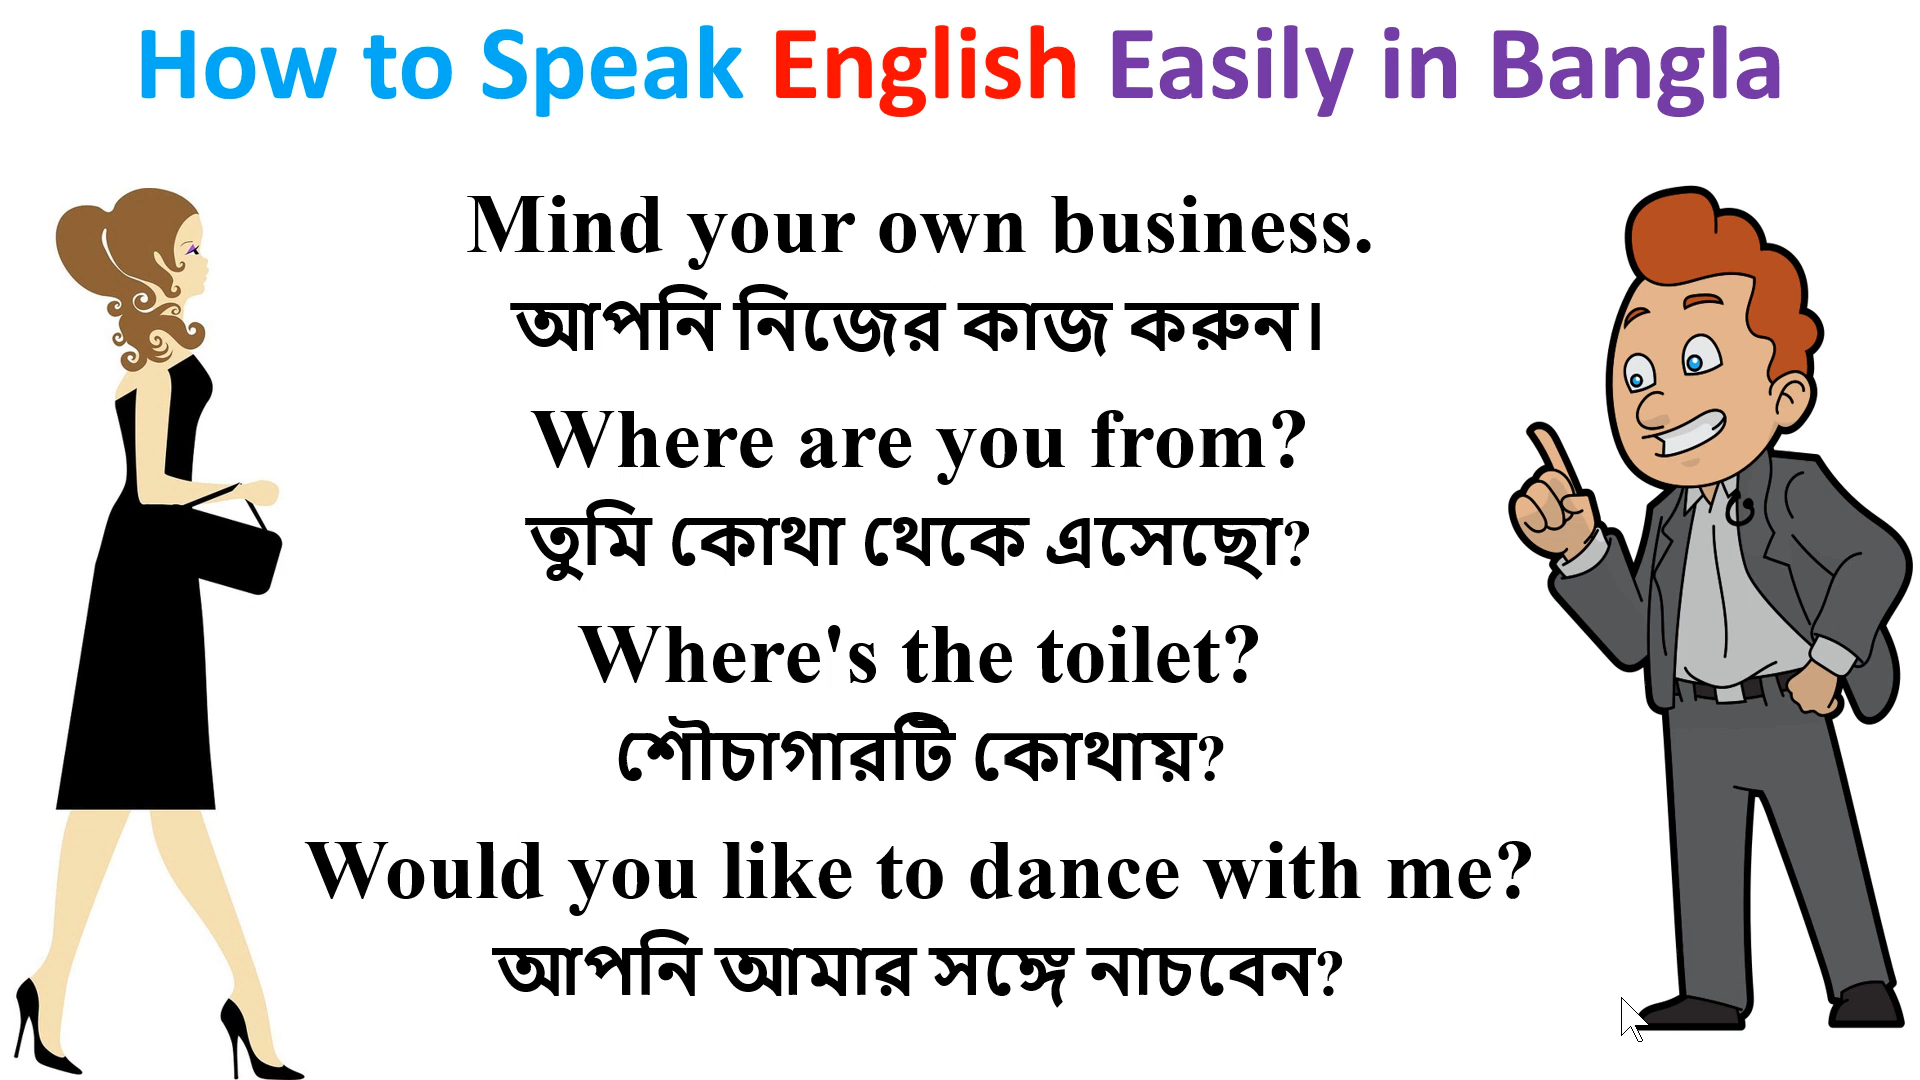 How to Speak English Easily in Bangla
Mind your own business.
আপনি নিজের কাজ করুন।
Where are you from?
তুমি কোথা থেকে এসেছো?
Where's the toilet?
শৌচাগারটি কোথায়?
Would you like to dance with me?
আপনি আমার সঙ্গে নাচবেন?